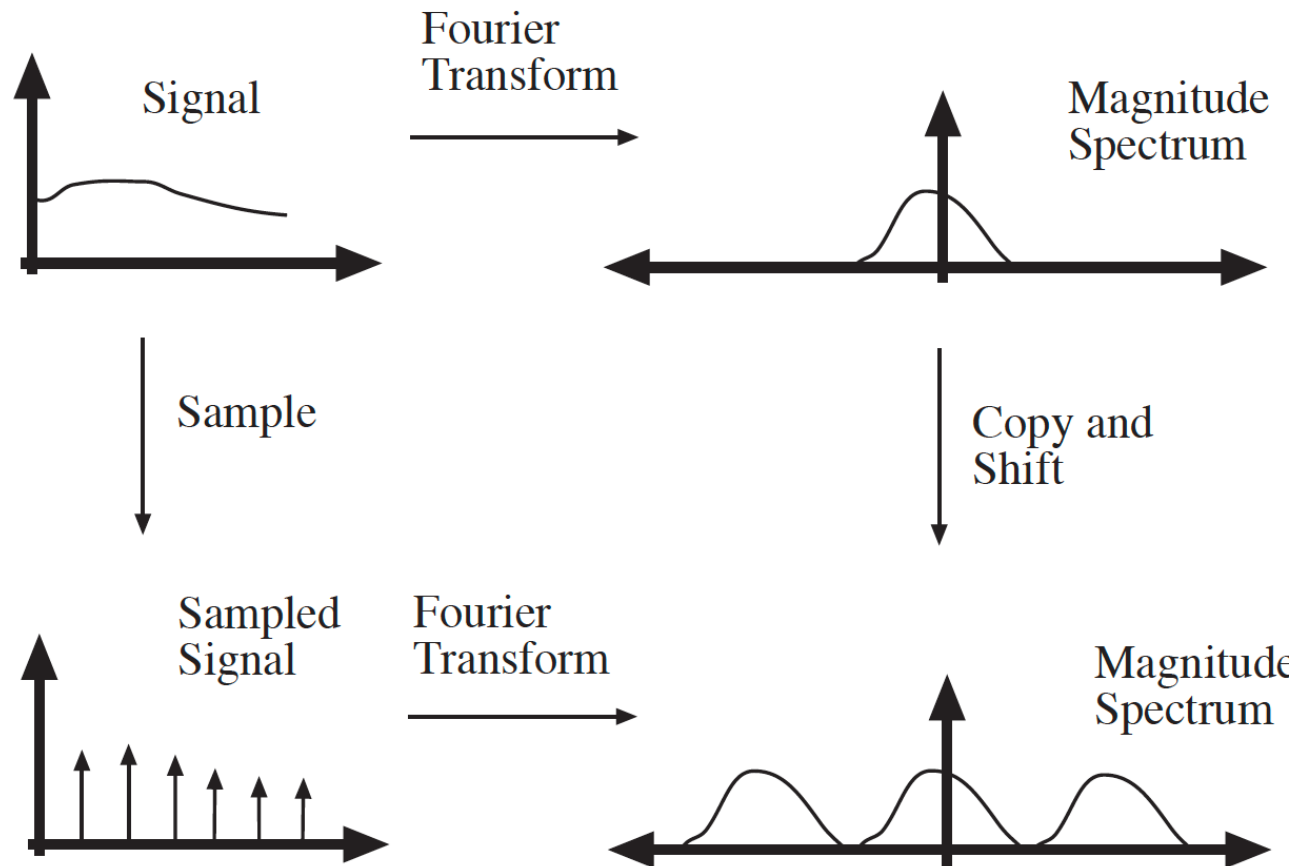 Fourier
Transform
Signal
Magnitude
Spectrum
Sample
Copy and
Shift
Sampled
Signal
Fourier
Transform
Magnitude
Spectrum